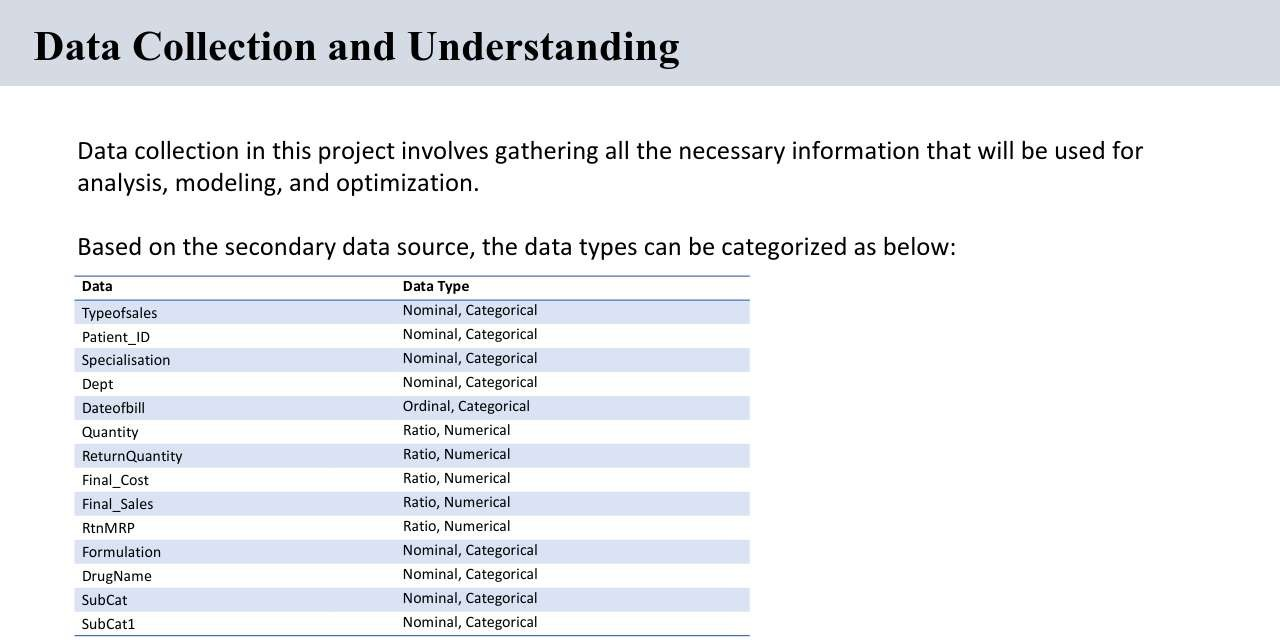 Data Collection and Understanding
Data collection in this project involves gathering all the necessary information that will be used for
analysis, modeling, and optimization.
Based on the secondary data source, the data types can be categorized as below:
Data Data Type
Typeofsales Nominal, Categorical
Patient_ID Nominal, Categorical
Specialisation Nominal, Categorical
Dept Nominal, Categorical
Dateofbill Ordinal, Categorical
Quantity Ratio, Numerical
ReturnQuantity Ratio, Numerical
Final_Cost Ratio, Numerical
Final_Sales Ratio, Numerical
RtnMRP Ratio, Numerical
Formulation Nominal, Categorical
DrugName Nominal, Categorical
SubCat Nominal, Categorical
SubCat1 Nominal, Categorical